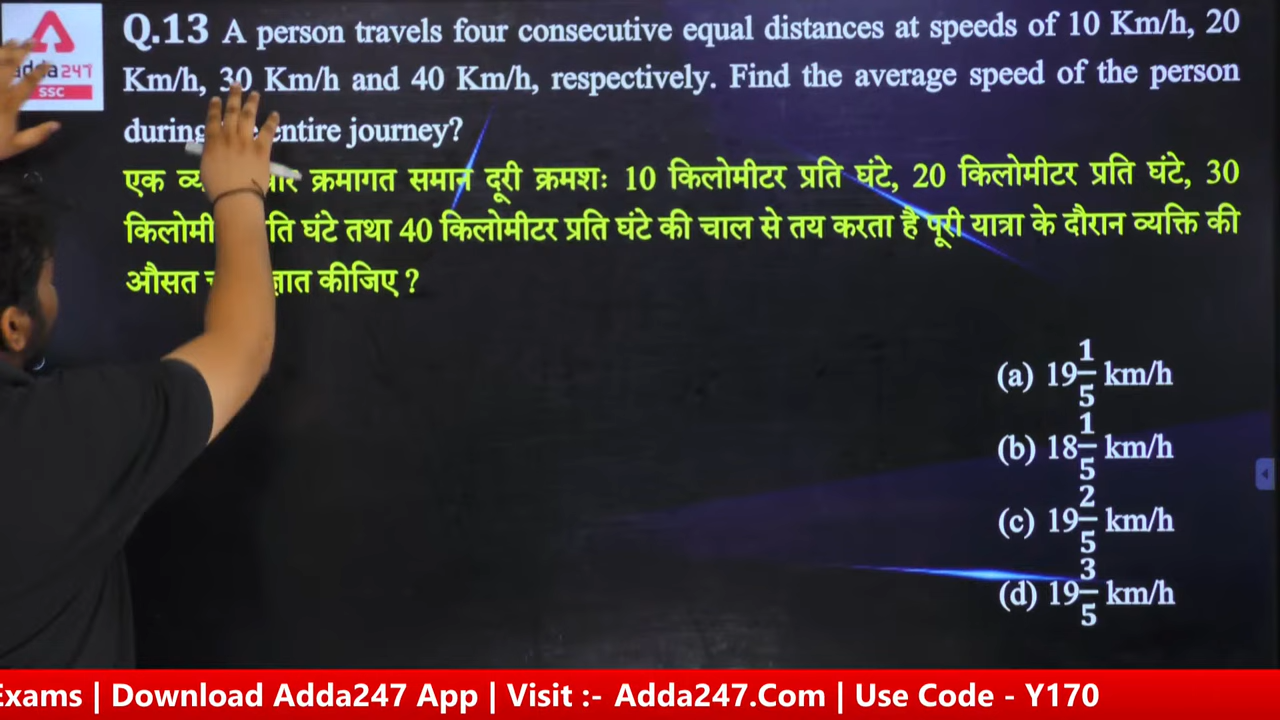 adda247
SSC
Q.13 A person travels four consecutive equal distances at speeds of 10 Km/h, 20
Km/h, 30 Km/h and 40 Km/h, respectively. Find the average speed of the person
during entire journey?
एक क्रमागत समान दूरी क्रमशः 10 किलोमीटर प्रति घंटे, 20 किलोमीटर प्रति घंटे, 30
घंटे तथा 40 किलोमीटर प्रति घंटे की चाल से तय करता है पूरी यात्रा के दौरान व्यक्ति की
औसत कीजिए ?
(a) 19 1/5 km/h
(b) 18 1/5 km/h
(c) 19 2/5 km/h
(d) 19 3/5 km/h
Exams | Download Adda247 App | Visit :- Adda247.Com | Use Code - Y170